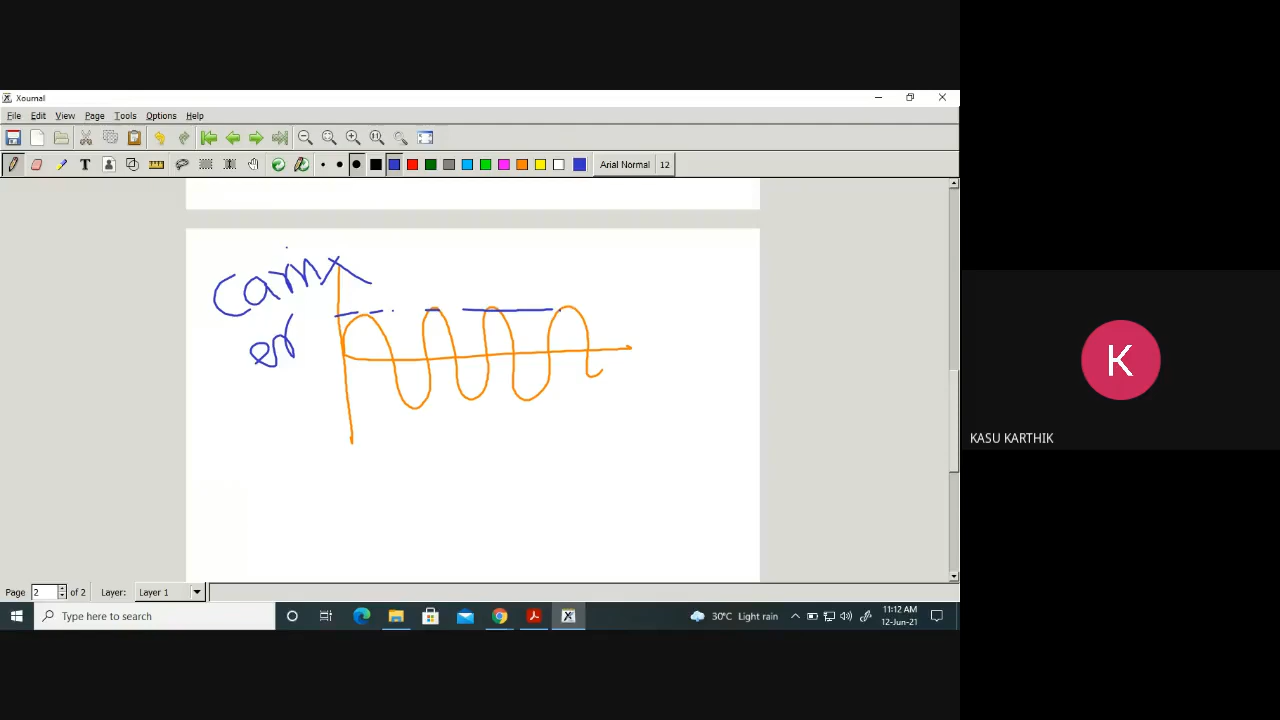 Xournal
File Edit View Page Tools Options Help
T Arial Normal 12
Page 2 of 2 Layer: Layer 1
Type here to search
30°C Light rain
11:12 AM
12-Jun-21
K
KASU KARTHIK
er